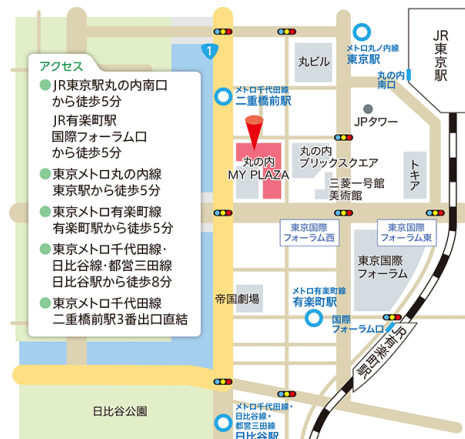 アクセス
JR東京駅丸の内南口
から徒歩5分
JR有楽町駅
国際フォーラム口
から徒歩5分
東京メトロ丸の内線
東京駅から徒歩5分
東京メトロ有楽町線
有楽町駅から徒歩5分
東京メトロ千代田線・
日比谷線・都営三田線
日比谷駅から徒歩8分
東京メトロ千代田線
二重橋前駅3番出口直結
1
丸ビル
メトロ丸ノ内線
東京駅
JR東京駅
丸の内
南口
メトロ千代田線
二重橋前駅
JPタワー
丸の内
MY PLAZA
丸の内
ブリックスクエア
三菱一号館
美術館
トキア
東京国際
フォーラム西
東京国際
フォーラム東
東京国際
フォーラム
帝国劇場
メトロ有楽町線
有楽町駅
国際
フォーラム口
JR有楽町駅
日比谷公園
メトロ千代田線・
日比谷線・
都営三田線
日比谷駅